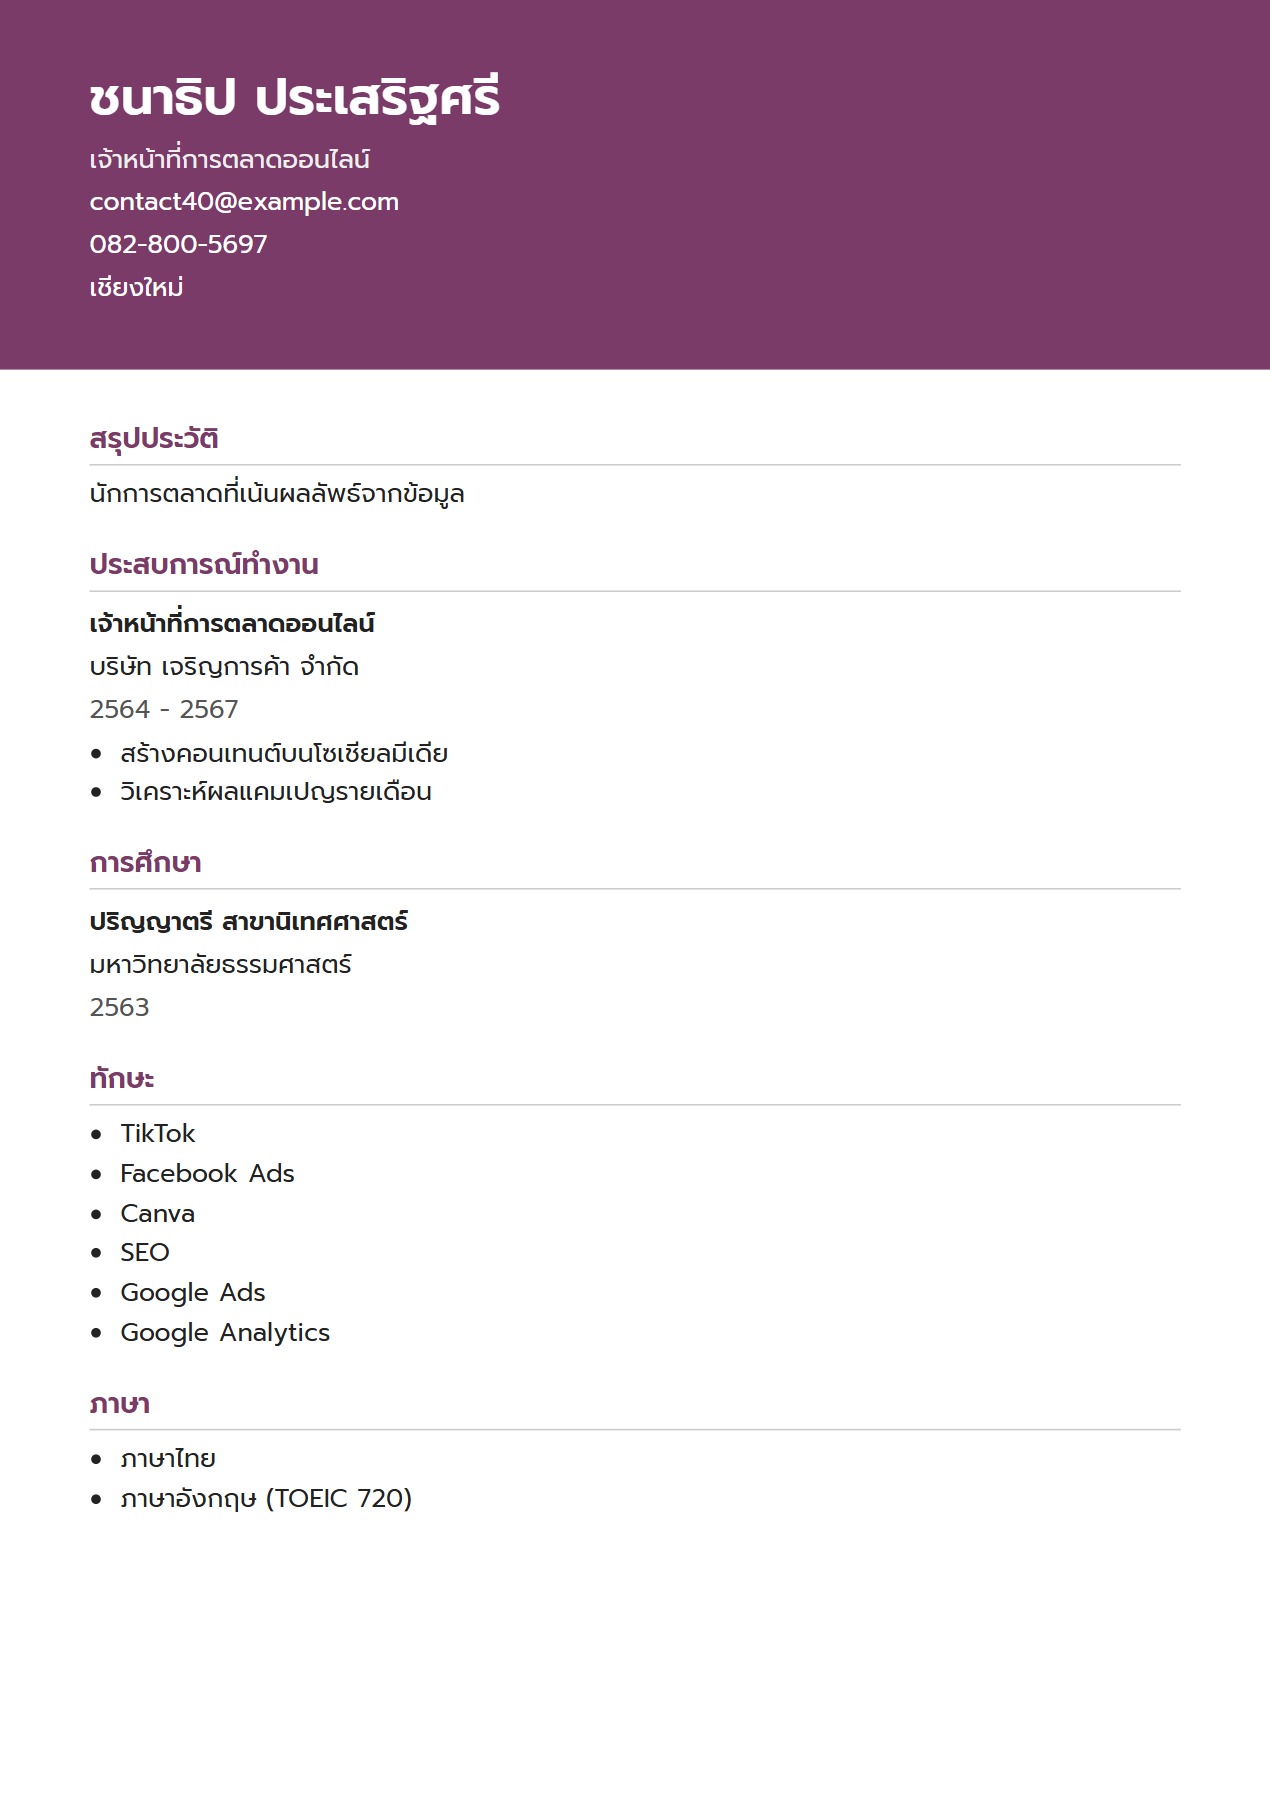 ชนาธิป ประเสริฐศรี
เจ้าหน้าที่การตลาดออนไลน์
contact40@example.com
082-800-5697
เชียงใหม่
สรุปประวัติ
นักการตลาดที่เน้นผลลัพธ์จากข้อมูล
ประสบการณ์ทำงาน
เจ้าหน้าที่การตลาดออนไลน์
บริษัท เจริญการค้า จำกัด
2564 - 2567
• สร้างคอนเทนต์บนโซเชียลมีเดีย
• วิเคราะห์ผลแคมเปญรายเดือน
การศึกษา
ปริญญาตรี สาขานิเทศศาสตร์
มหาวิทยาลัยธรรมศาสตร์
2563
ทักษะ
• TikTok
• Facebook Ads
• Canva
• SEO
• Google Ads
• Google Analytics
ภาษา
• ภาษาไทย
• ภาษาอังกฤษ (TOEIC 720)